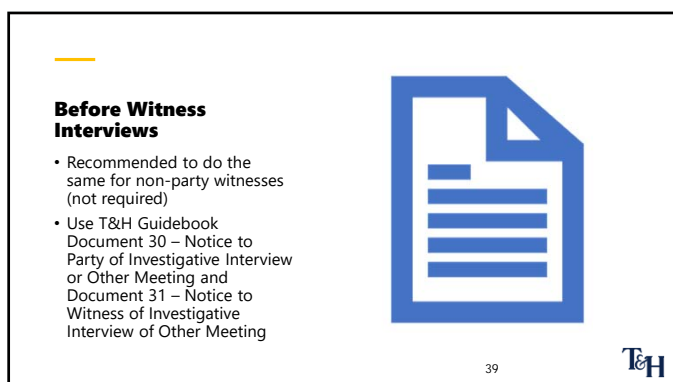 Before Witness
Interviews
• Recommended to do the
same for non-party witnesses
(not required)
• Use T&H Guidebook
Document 30 – Notice to
Party of Investigative Interview
or Other Meeting and
Document 31 – Notice to
Witness of Investigative
Interview of Other Meeting
39
T&H